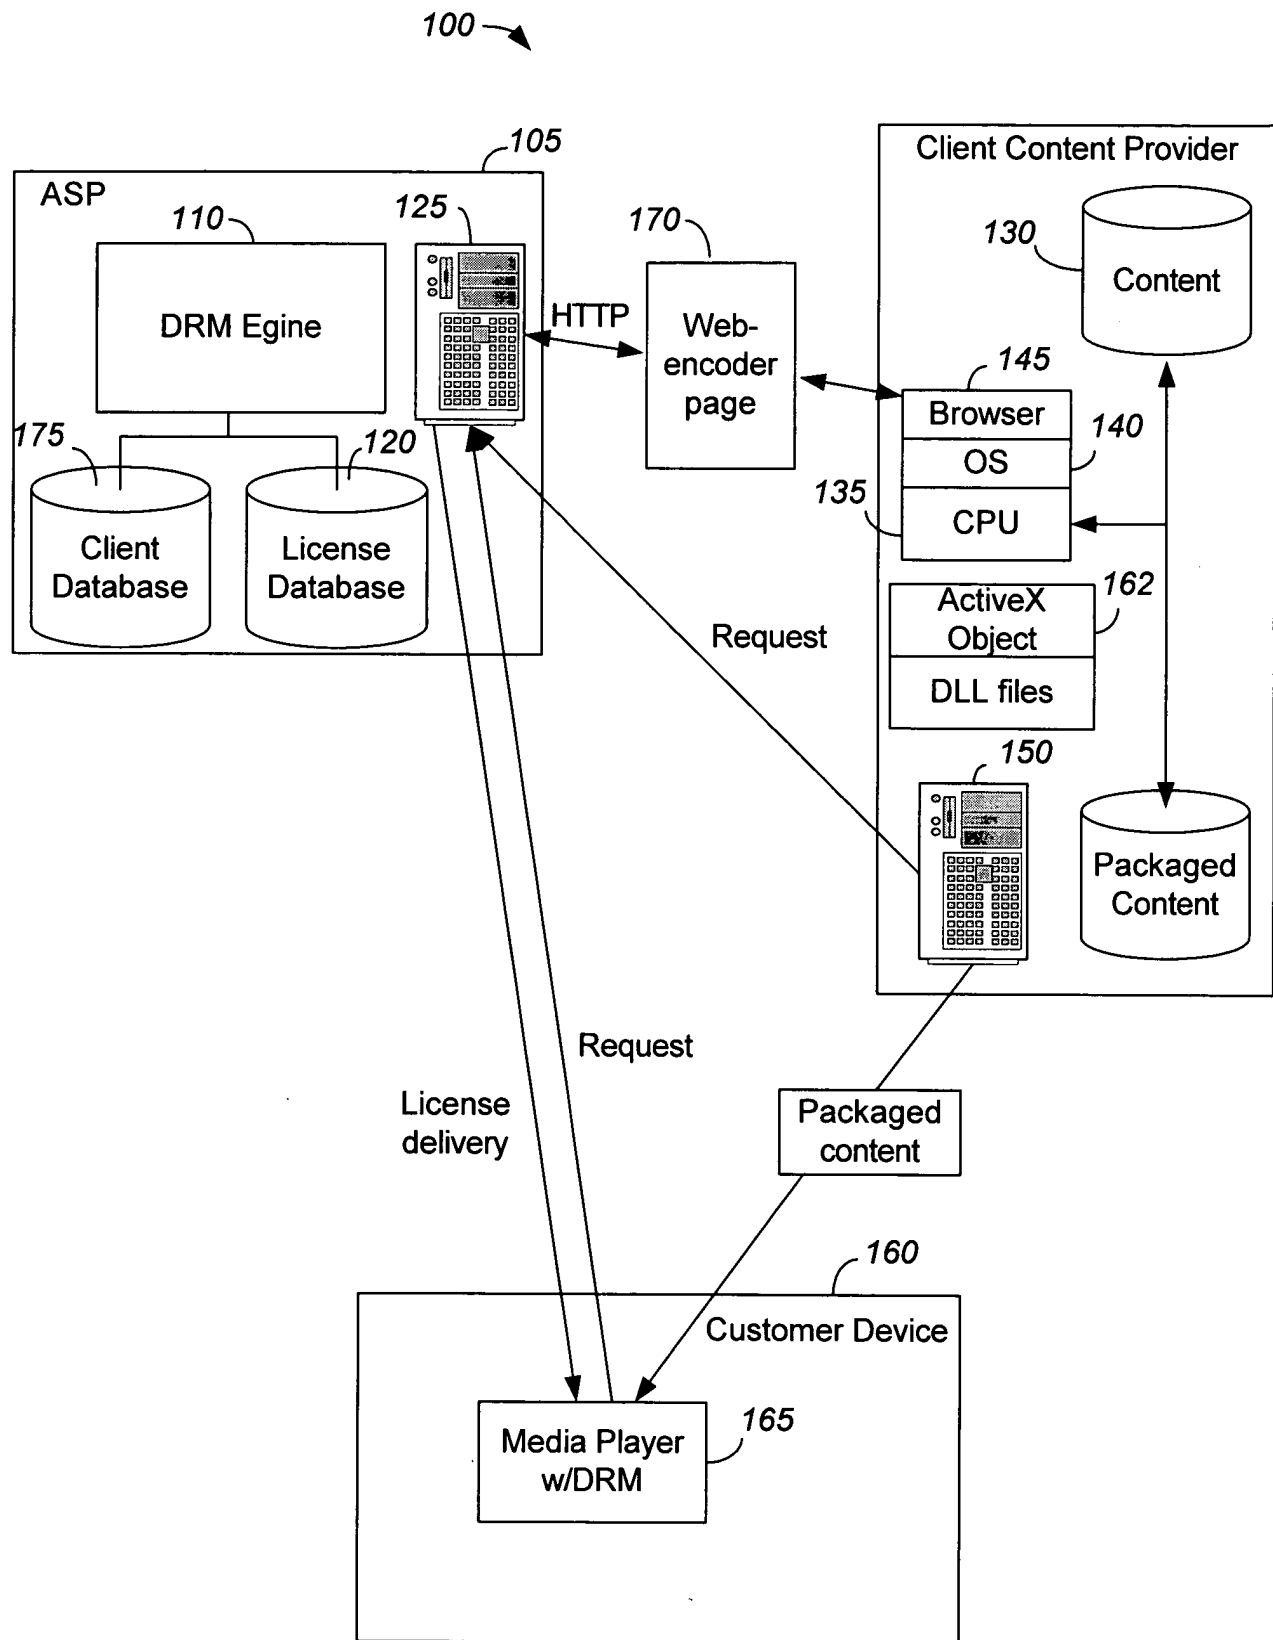 100
105
ASP
110
125
DRM Egine
175
120
Client
Database
License
Database
HTTP
170
Web-
encoder
page
Client Content Provider
130
Content
145
Browser
140
OS
135
CPU
162
ActiveX
Object
DLL files
150
Packaged
Content
Request
Request
License
delivery
Packaged
content
160
Customer Device
165
Media Player
w/DRM